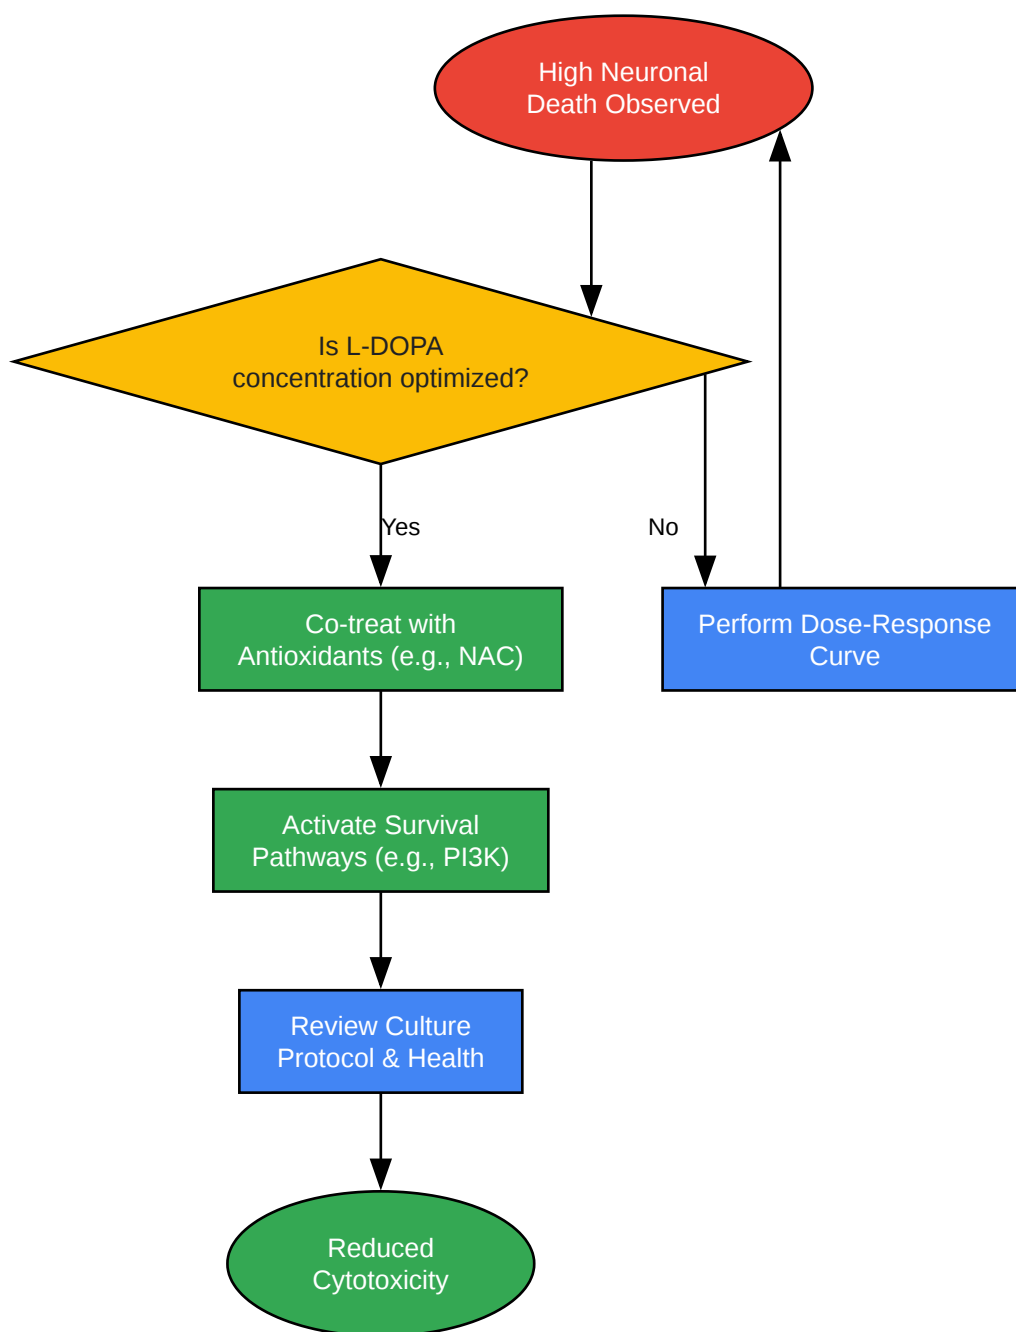 High Neuronal
Death Observed
Is L-DOPA
concentration optimized?
Yes
No
Co-treat with
Antioxidants (e.g., NAC)
Perform Dose-Response
Curve
Activate Survival
Pathways (e.g., PI3K)
Review Culture
Protocol & Health
Reduced
Cytotoxicity